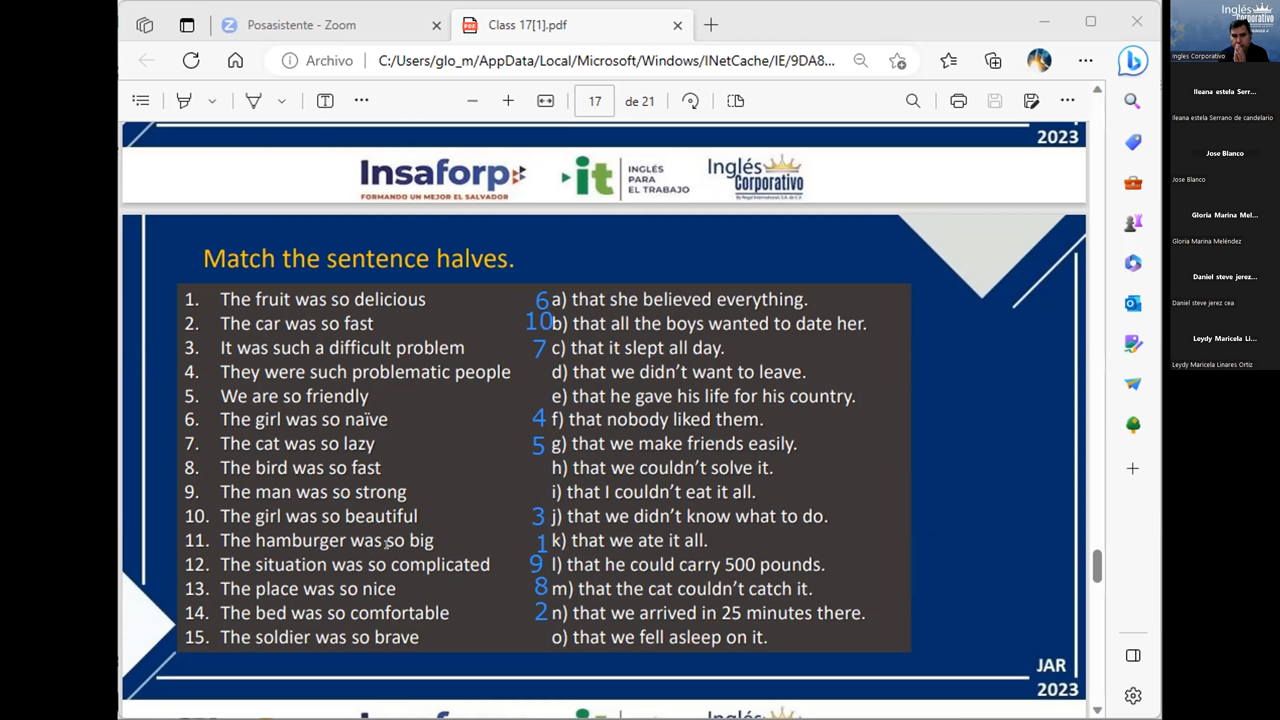 Posasistente - Zoom
Class 17[1].pdf
Archivo
C:/Users/glo_m/AppData/Local/Microsoft/Windows/INetCache/IE/9DA8...
17 de 21
2023
Insaforp
FORMANDO UN MEJOR EL SALVADOR
it
INGLÉS
PARA
EL TRABAJO
Inglés
Corporativo
Match the sentence halves.
1. The fruit was so delicious 6 a) that she believed everything.
2. The car was so fast 10 b) that all the boys wanted to date her.
3. It was such a difficult problem 7 c) that it slept all day.
4. They were such problematic people d) that we didn't want to leave.
5. We are so friendly e) that he gave his life for his country.
6. The girl was so naïve 4 f) that nobody liked them.
7. The cat was so lazy 5 g) that we make friends easily.
8. The bird was so fast h) that we couldn't solve it.
9. The man was so strong i) that I couldn't eat it all.
10. The girl was so beautiful 3 j) that we didn't know what to do.
11. The hamburger was so big 1 k) that we ate it all.
12. The situation was so complicated 9 l) that he could carry 500 pounds.
13. The place was so nice 8 m) that the cat couldn't catch it.
14. The bed was so comfortable 2 n) that we arrived in 25 minutes there.
15. The soldier was so brave o) that we fell asleep on it.
JAR
2023
Inglés
Corporativo
Ingles Corporativo
Ileana estela Serr...
Ileana estela Serrano de candelario
Jose Blanco
Jose Blanco
Gloria Marina Mel...
Gloria Marina Meléndez
Daniel steve jerez...
Daniel steve jerez cea
Leydy Maricela Li...
Leydy Maricela Linares Ortiz